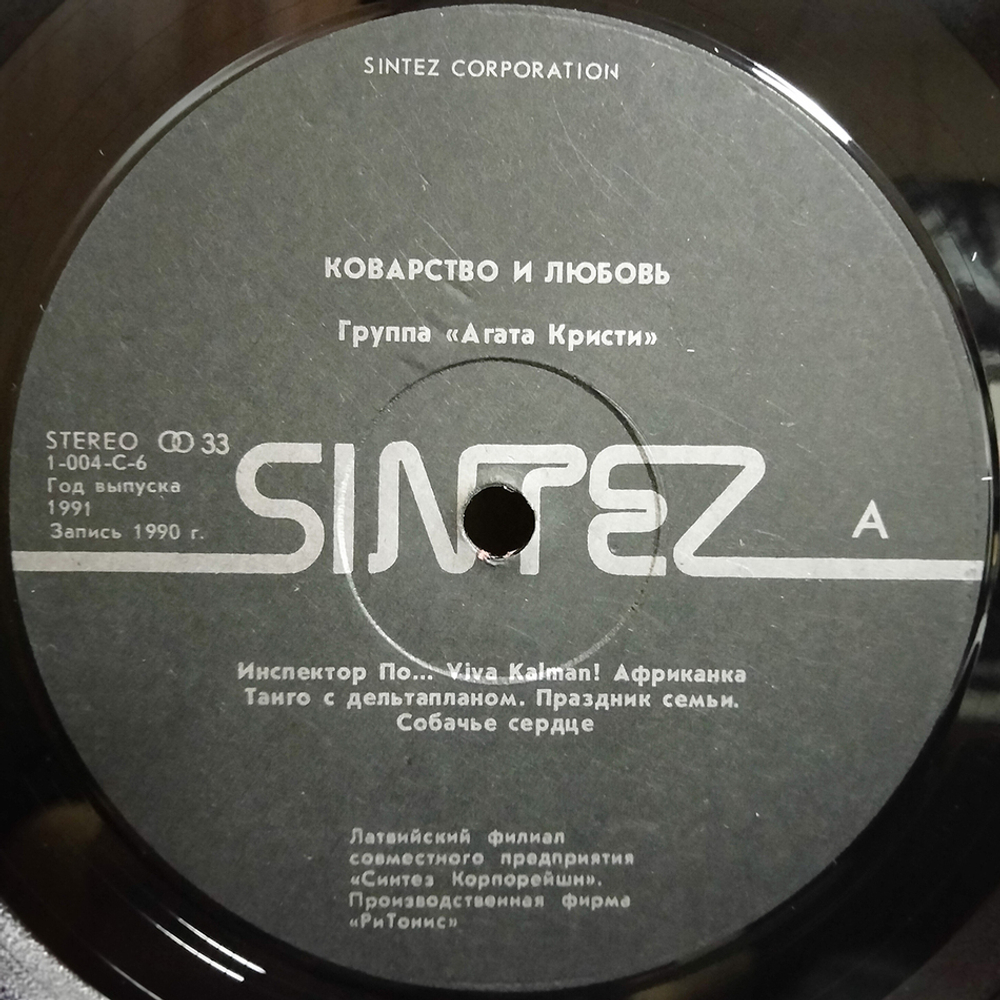 SINTEZ CORPORATION
КОВАРСТВО И ЛЮБОВЬ
Группа «Агата Кристи»
STEREO ꝏ 33
1-004-С-6
Год выпуска
1991
Запись 1990 г.
SINTEZ
A
Инспектор По... Viva Kalman! Африканка
Танго с дельтапланом. Праздник семьи.
Собачье сердце
Латвийский филиал
совместного предприятия
«Синтез Корпорейшн».
Производственная фирма
«РиТонис»